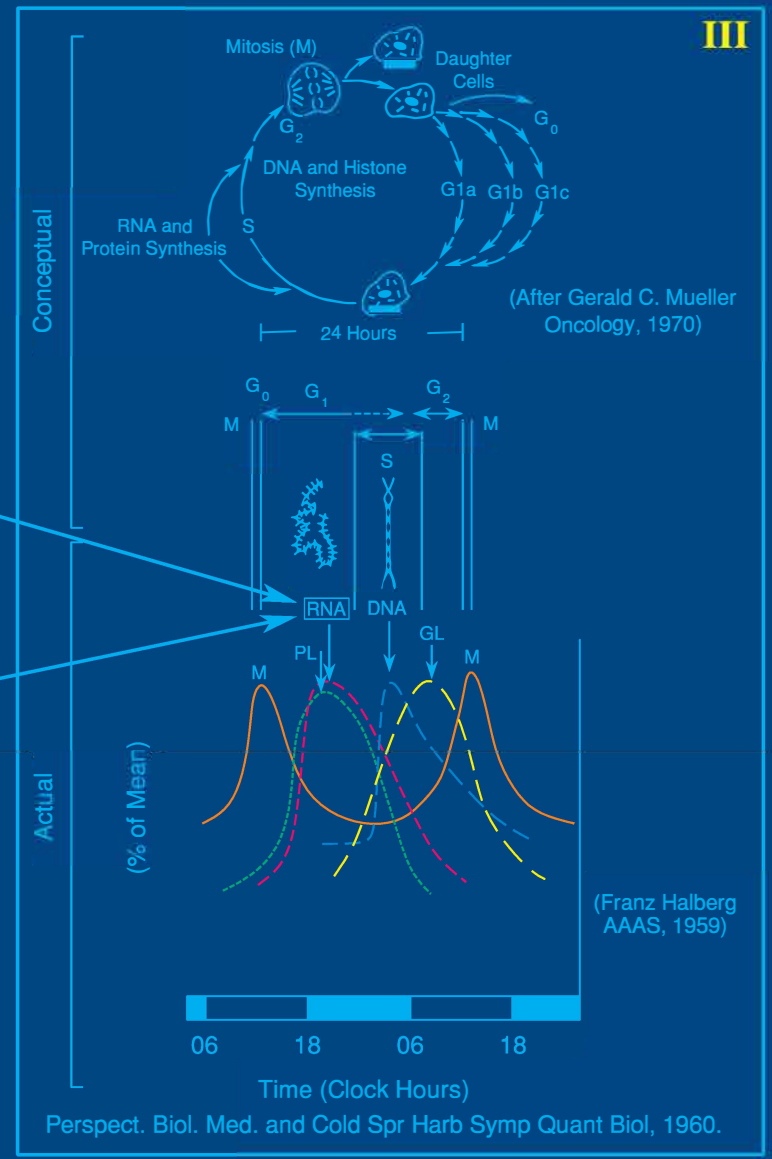 III
Mitosis (M)
Daughter
Cells
G2
G0
DNA and Histone
Synthesis
G1a
G1b
G1c
RNA and
Protein Synthesis
S
Conceptual
(After Gerald C. Mueller
Oncology, 1970)
24 Hours
G0
G1
G2
M
M
S
RNA
DNA
PL
GL
M
M
Actual
(% of Mean)
(Franz Halberg
AAAS, 1959)
06
18
06
18
Time (Clock Hours)
Perspect. Biol. Med. and Cold Spr Harb Symp Quant Biol, 1960.